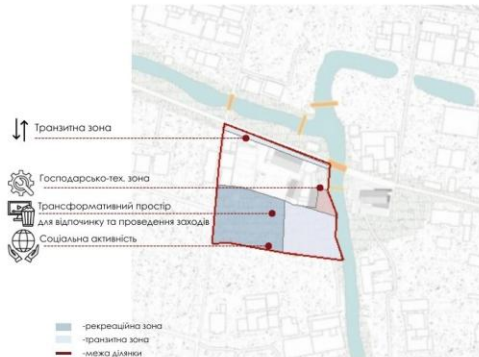 Транзитна зона
Господарсько-тех. зона
Трансформативний простір
для відпочинку та проведення заходів
Соціальна активність
-рекреаційна зона
-транзитна зона
-межа ділянки